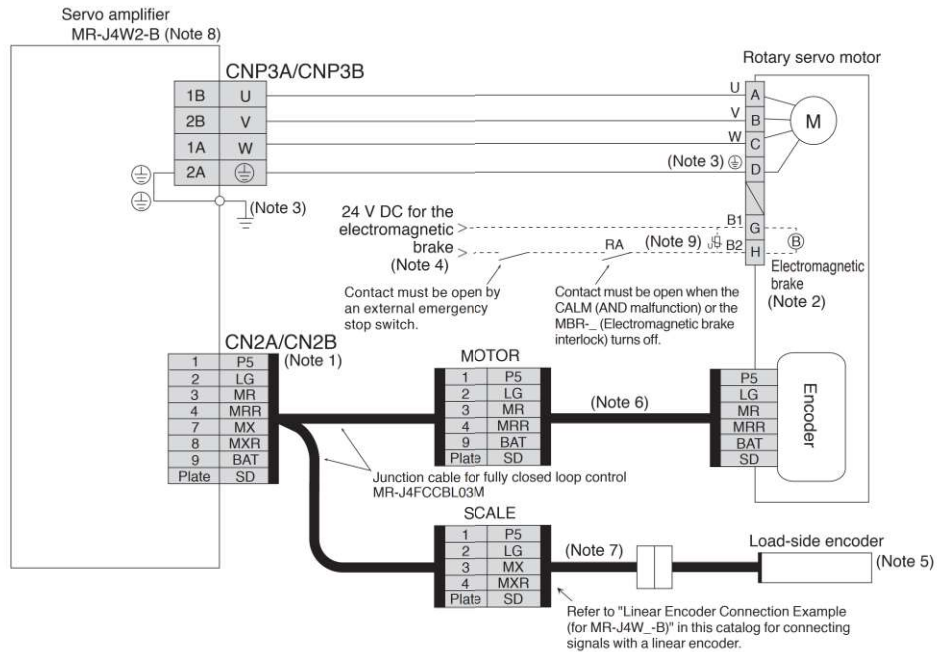 Servo amplifier
MR-J4W2-B (Note 8)
CNP3A/CNP3B
1B U
2B V
1A W
2A
(Note 3)
Rotary servo motor
U A
V B
W C
(Note 3) D
M
24 V DC for the
electromagnetic
brake
(Note 4)
B1 G
RA (Note 9) B2 H
B
Electromagnetic
brake
(Note 2)
Contact must be open by
an external emergency
stop switch.
Contact must be open when the
CALM (AND malfunction) or the
MBR-_ (Electromagnetic brake
interlock) turns off.
CN2A/CN2B
(Note 1)
1 P5
2 LG
3 MR
4 MRR
7 MX
8 MXR
9 BAT
Plate SD
MOTOR
1 P5
2 LG
3 MR
4 MRR
9 BAT
Plate SD
(Note 6)
P5
LG
MR
MRR
BAT
SD
Encoder
Junction cable for fully closed loop control
MR-J4FCCBL03M
SCALE
1 P5
2 LG
3 MX
4 MXR
Plate SD
(Note 7)
Load-side encoder
(Note 5)
Refer to "Linear Encoder Connection Example
(for MR-J4W_-B)" in this catalog for connecting
signals with a linear encoder.